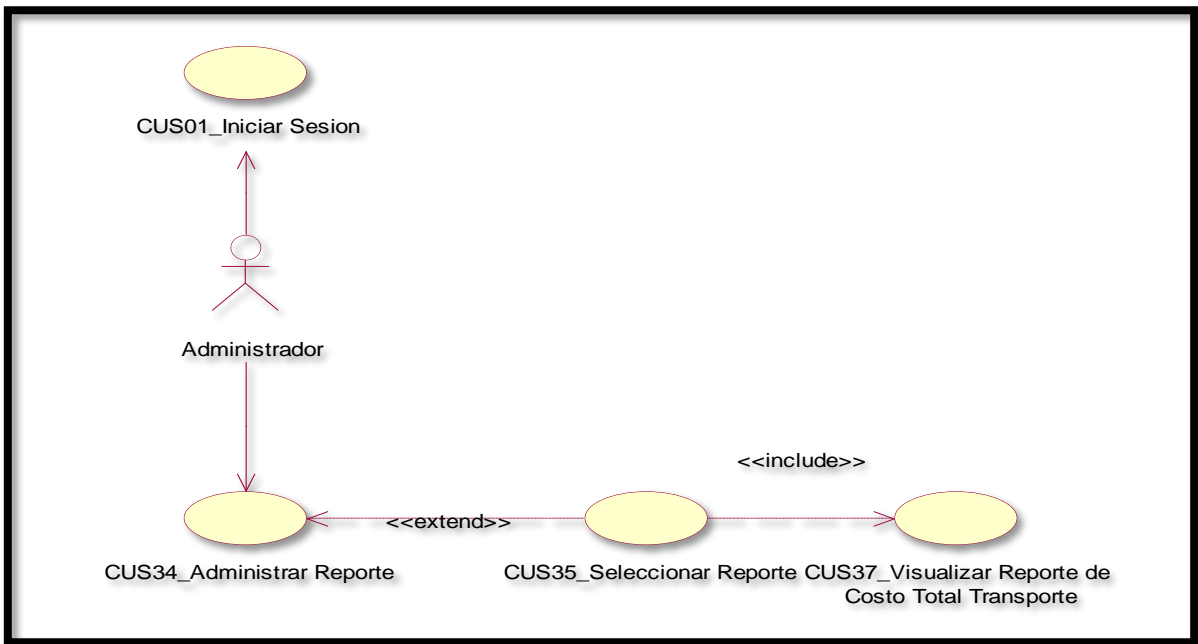 CUS01_Iniciar Sesion
Administrador
<<include>>
<<extend>>
CUS34_Administrar Reporte
CUS35_Seleccionar Reporte
CUS37_Visualizar Reporte de
Costo Total Transporte